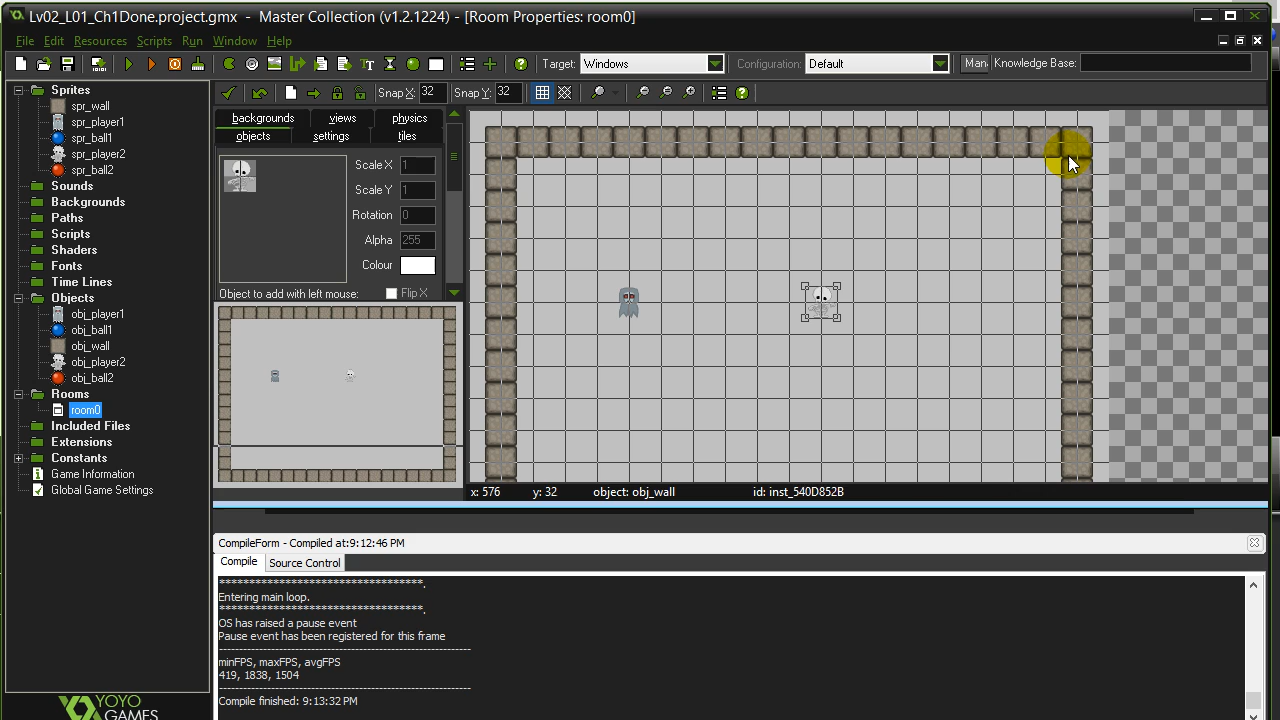 Lv02_L01_Ch1Done.project.gmx - Master Collection (v1.2.1224) - [Room Properties: room0]
File Edit Resources Scripts Run Window Help
Target: Windows Configuration: Default Man Knowledge Base:
Snap X: 32 Snap Y: 32
Sprites
spr_wall
spr_player1
spr_ball1
spr_player2
spr_ball2
Sounds
Backgrounds
Paths
Scripts
Shaders
Fonts
Time Lines
Objects
obj_player1
obj_ball1
obj_wall
obj_player2
obj_ball2
Rooms
room0
Included Files
Extensions
Constants
Game Information
Global Game Settings
YOYO
GAMES
backgrounds views physics
objects settings tiles
Scale X 1
Scale Y 1
Rotation 0
Alpha 255
Colour
Object to add with left mouse: Flip X
x: 576 y: 32 object: obj_wall id: inst_540D852B
CompileForm - Compiled at:9:12:46 PM
Compile Source Control
***********************************.
Entering main loop.
***********************************.
OS has raised a pause event
Pause event has been registered for this frame
----------------------------------------------------------------
minFPS, maxFPS, avgFPS
419, 1838, 1504
----------------------------------------------------------------
Compile finished: 9:13:32 PM